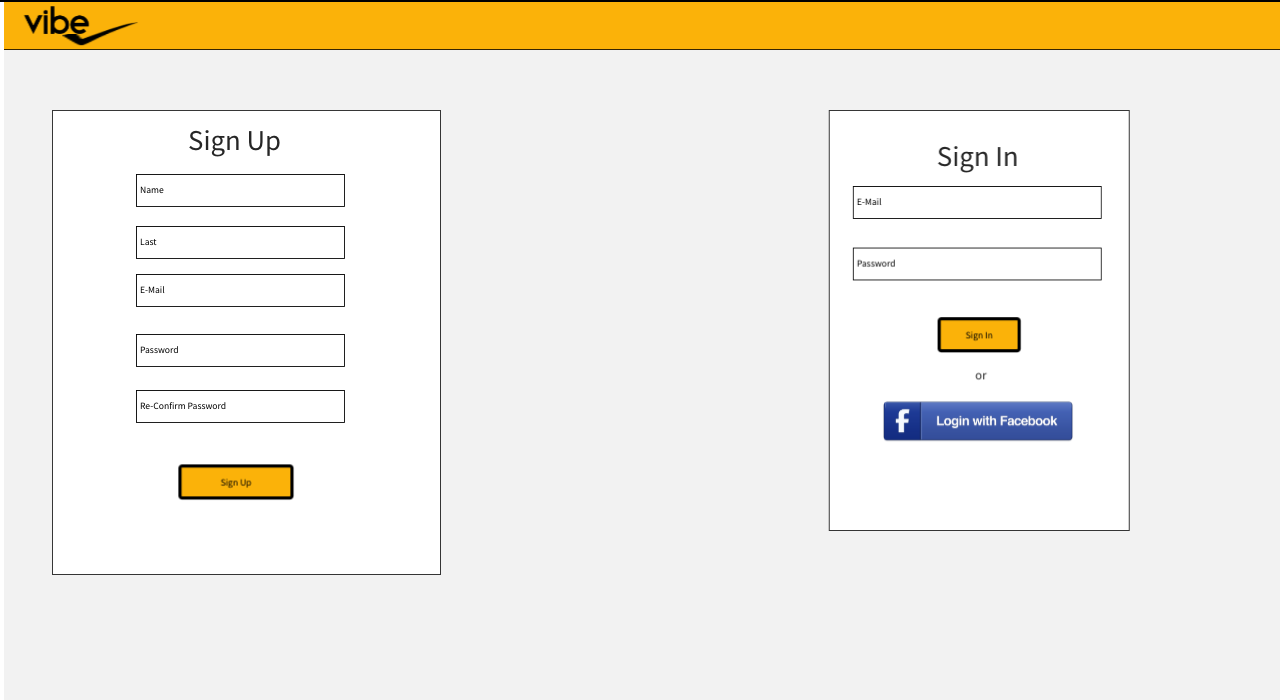 vibe
Sign Up
Name
Last
E-Mail
Password
Re-Confirm Password
Sign Up
Sign In
E-Mail
Password
Sign In
or
f Login with Facebook